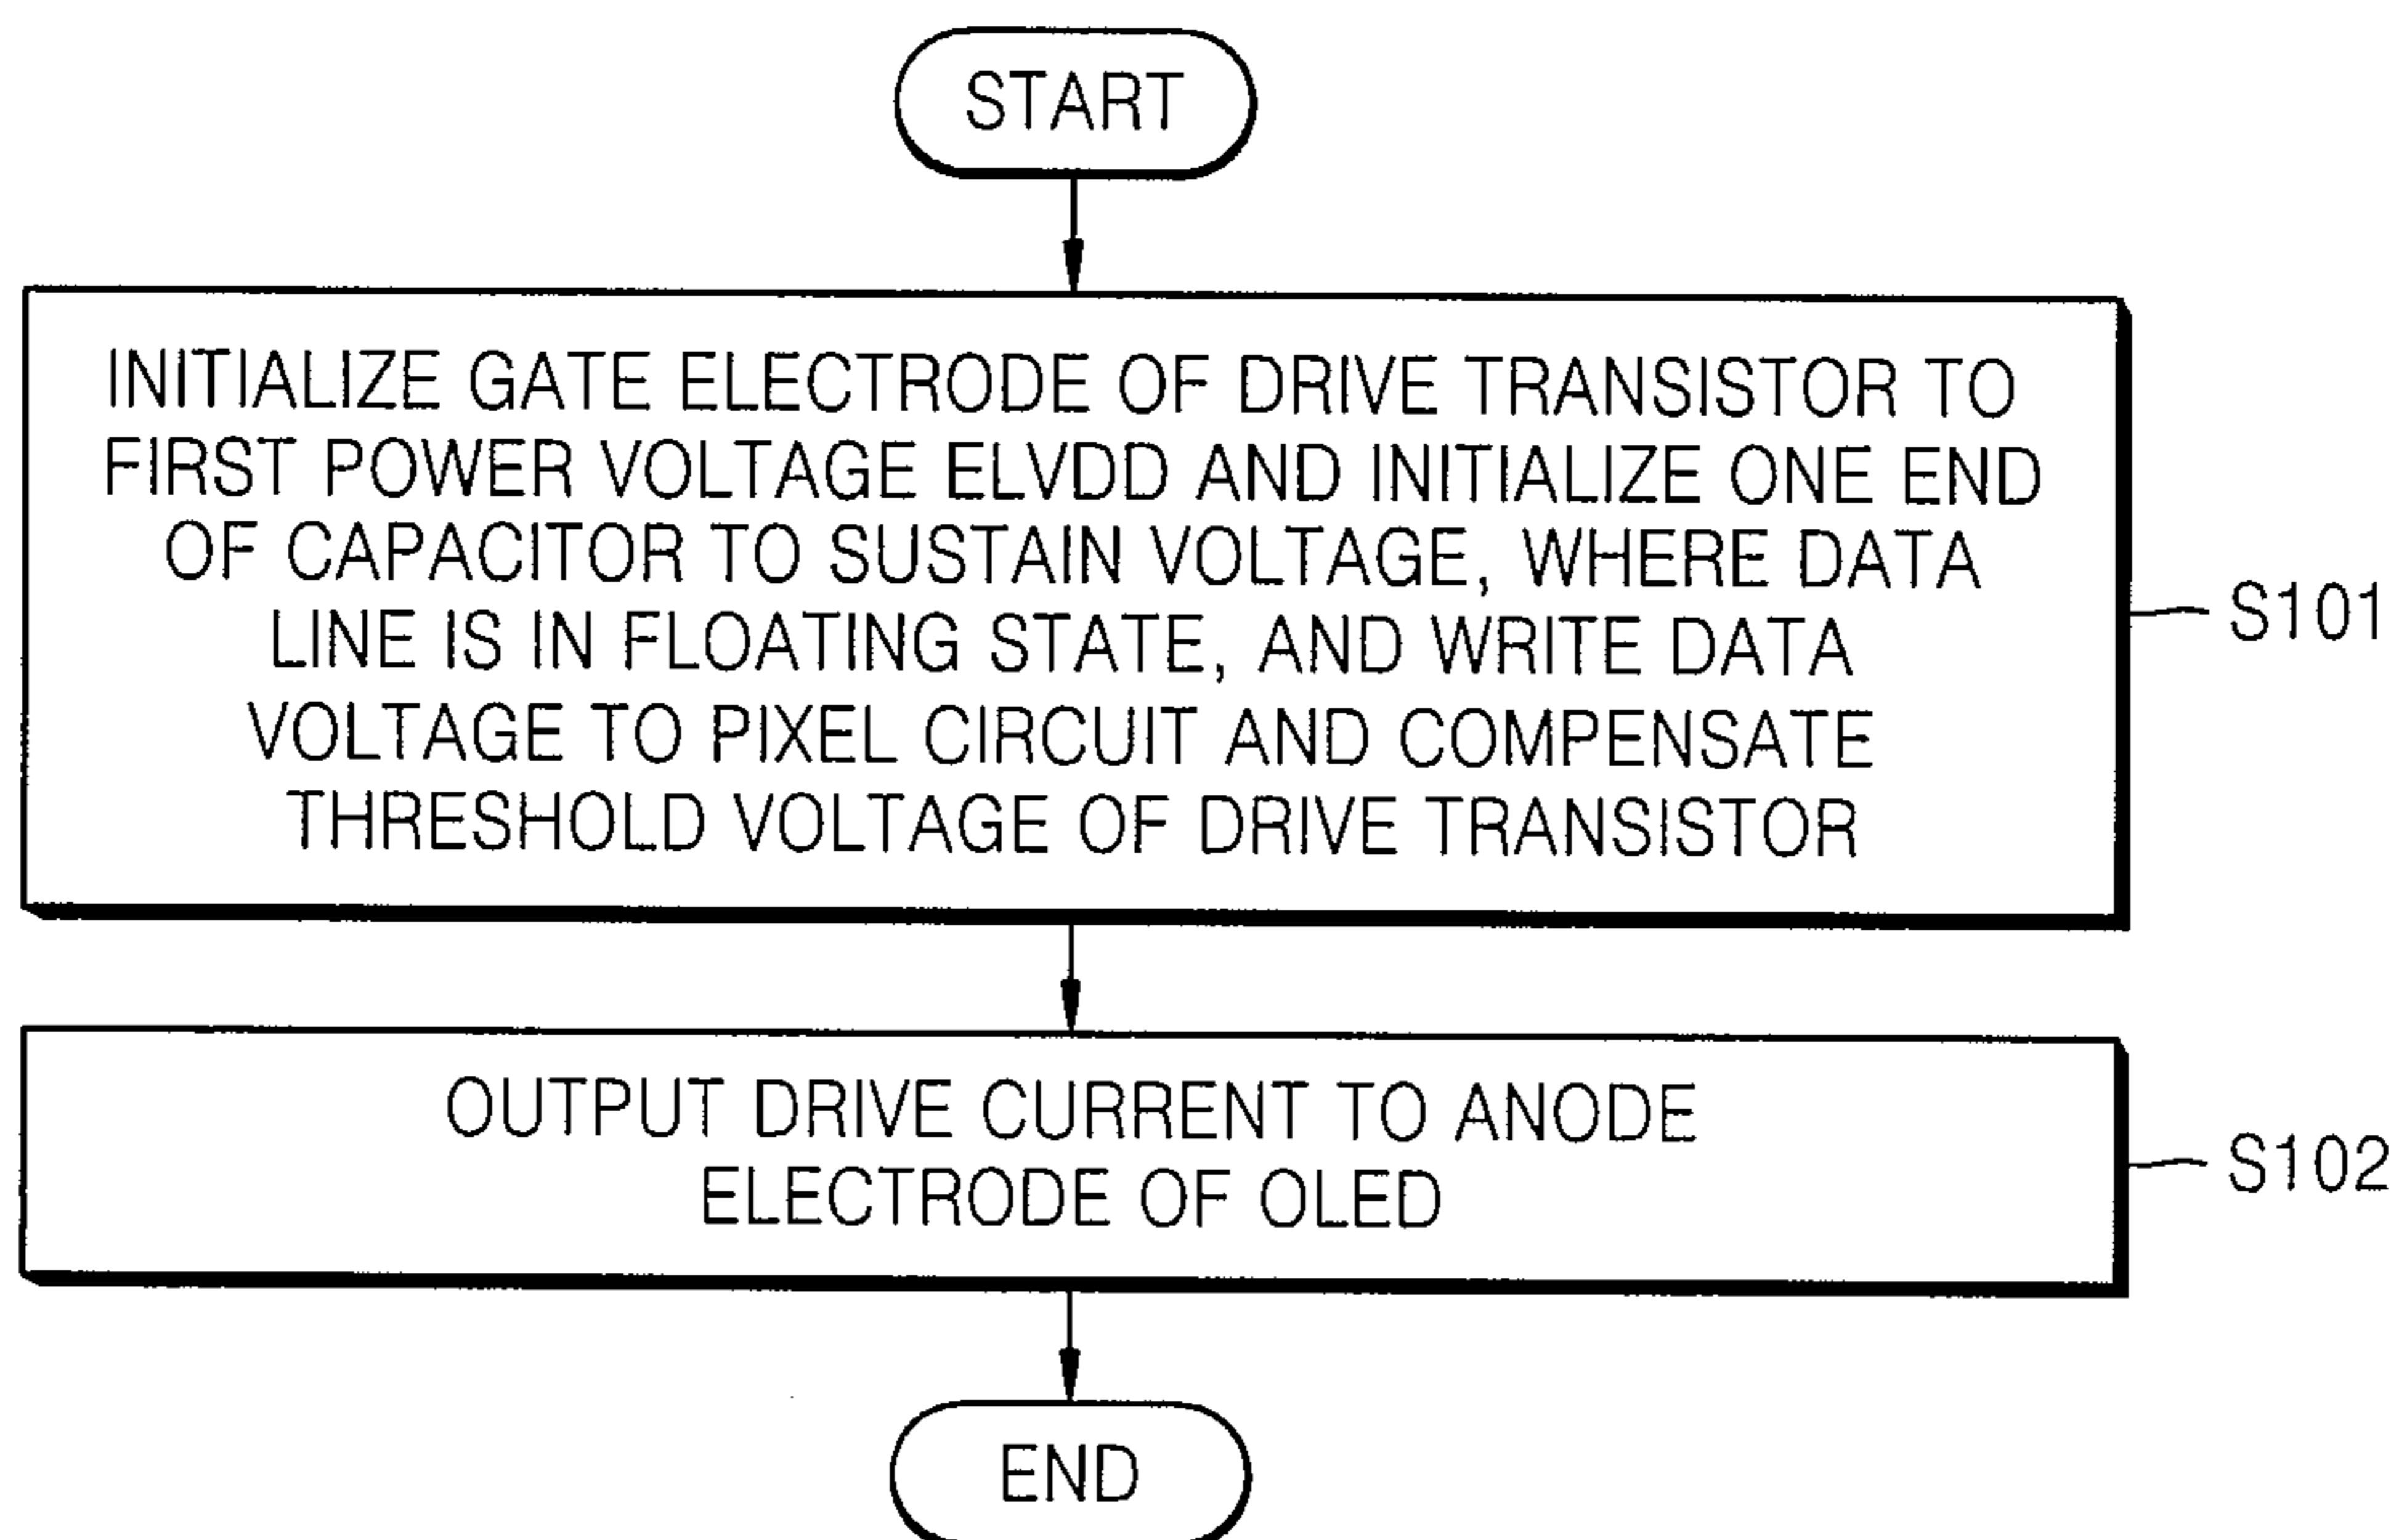 START
INITIALIZE GATE ELECTRODE OF DRIVE TRANSISTOR TO
FIRST POWER VOLTAGE ELVDD AND INITIALIZE ONE END
OF CAPACITOR TO SUSTAIN VOLTAGE, WHERE DATA
LINE IS IN FLOATING STATE, AND WRITE DATA
VOLTAGE TO PIXEL CIRCUIT AND COMPENSATE
THRESHOLD VOLTAGE OF DRIVE TRANSISTOR
S101
OUTPUT DRIVE CURRENT TO ANODE
ELECTRODE OF OLED
S102
END